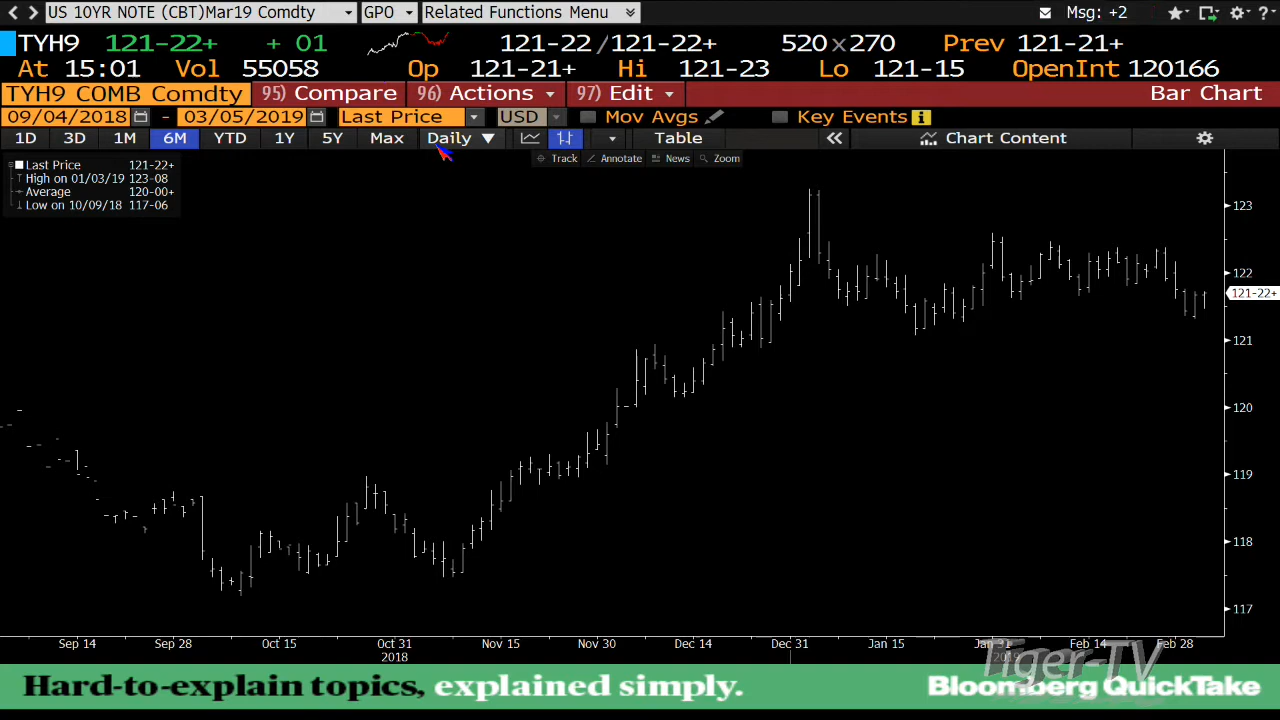 US 10YR NOTE (CBT)Mar19 Comdty GPO Related Functions Menu Msg: +2 ?
TYH9 121-22+ + 01 121-22 /121-22+ 520x270 Prev 121-21+
At 15:01 Vol 55058 Op 121-21+ Hi 121-23 Lo 121-15 OpenInt 120166
TYH9 COMB Comdty 95) Compare 96) Actions 97) Edit Bar Chart
09/04/2018 - 03/05/2019 Last Price USD Mov Avgs Key Events i
1D 3D 1M 6M YTD 1Y 5Y Max Daily ▼ Table « Chart Content
Track Annotate News Zoom
Last Price 121-22+
High on 01/03/19 123-08
Average 120-00+
Low on 10/09/18 117-06
123
122
121-22+
121
120
119
118
117
Sep 14 Sep 28 Oct 15 Oct 31 Nov 15 Nov 30 Dec 14 Dec 31 Jan 15 Jan 31 Feb 14 Feb 28
2018 2019
Tiger-TV
Hard-to-explain topics, explained simply. Bloomberg QuickTake